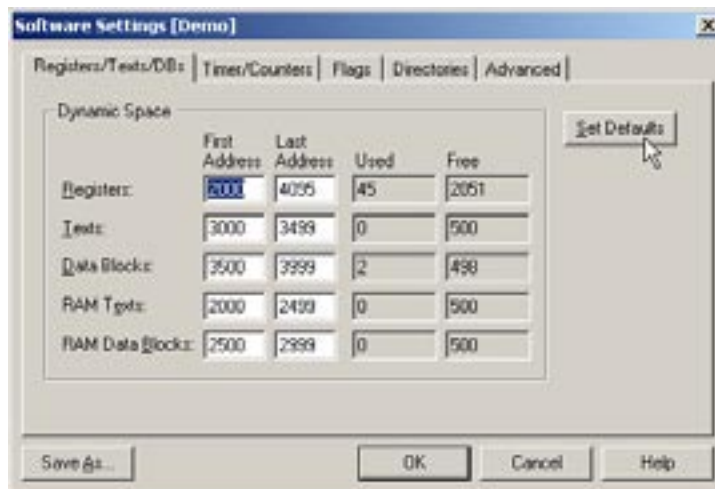 Software Settings [Demo]
Registers/Texts/DBs Timer/Counters Flags Directories Advanced
Dynamic Space
Set Defaults
First Address Last Address Used Free
Registers: 2000 4095 45 2051
Texts: 3000 3499 0 500
Data Blocks: 3500 3999 2 498
RAM Texts: 2000 2499 0 500
RAM Data Blocks: 2500 2999 0 500
Save As... OK Cancel Help